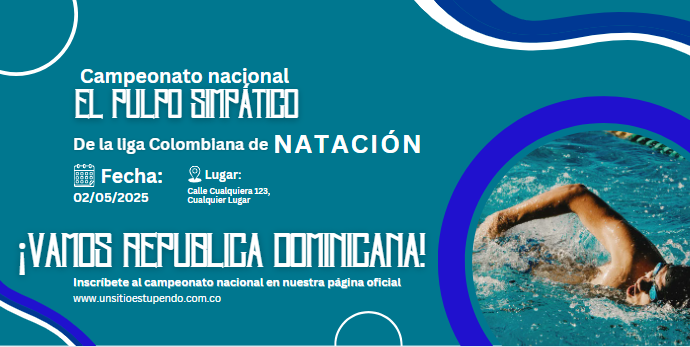 Campeonato nacional
EL PULPO SIMPÁTICO
De la liga Colombiana de NATACIÓN
Fecha:
02/05/2025
Lugar:
Calle Cualquiera 123,
Cualquier Lugar
¡VAMOS REPUBLICA DOMINICANA!
Inscríbete al campeonato nacional en nuestra página oficial
www.unsitioestupendo.com.co